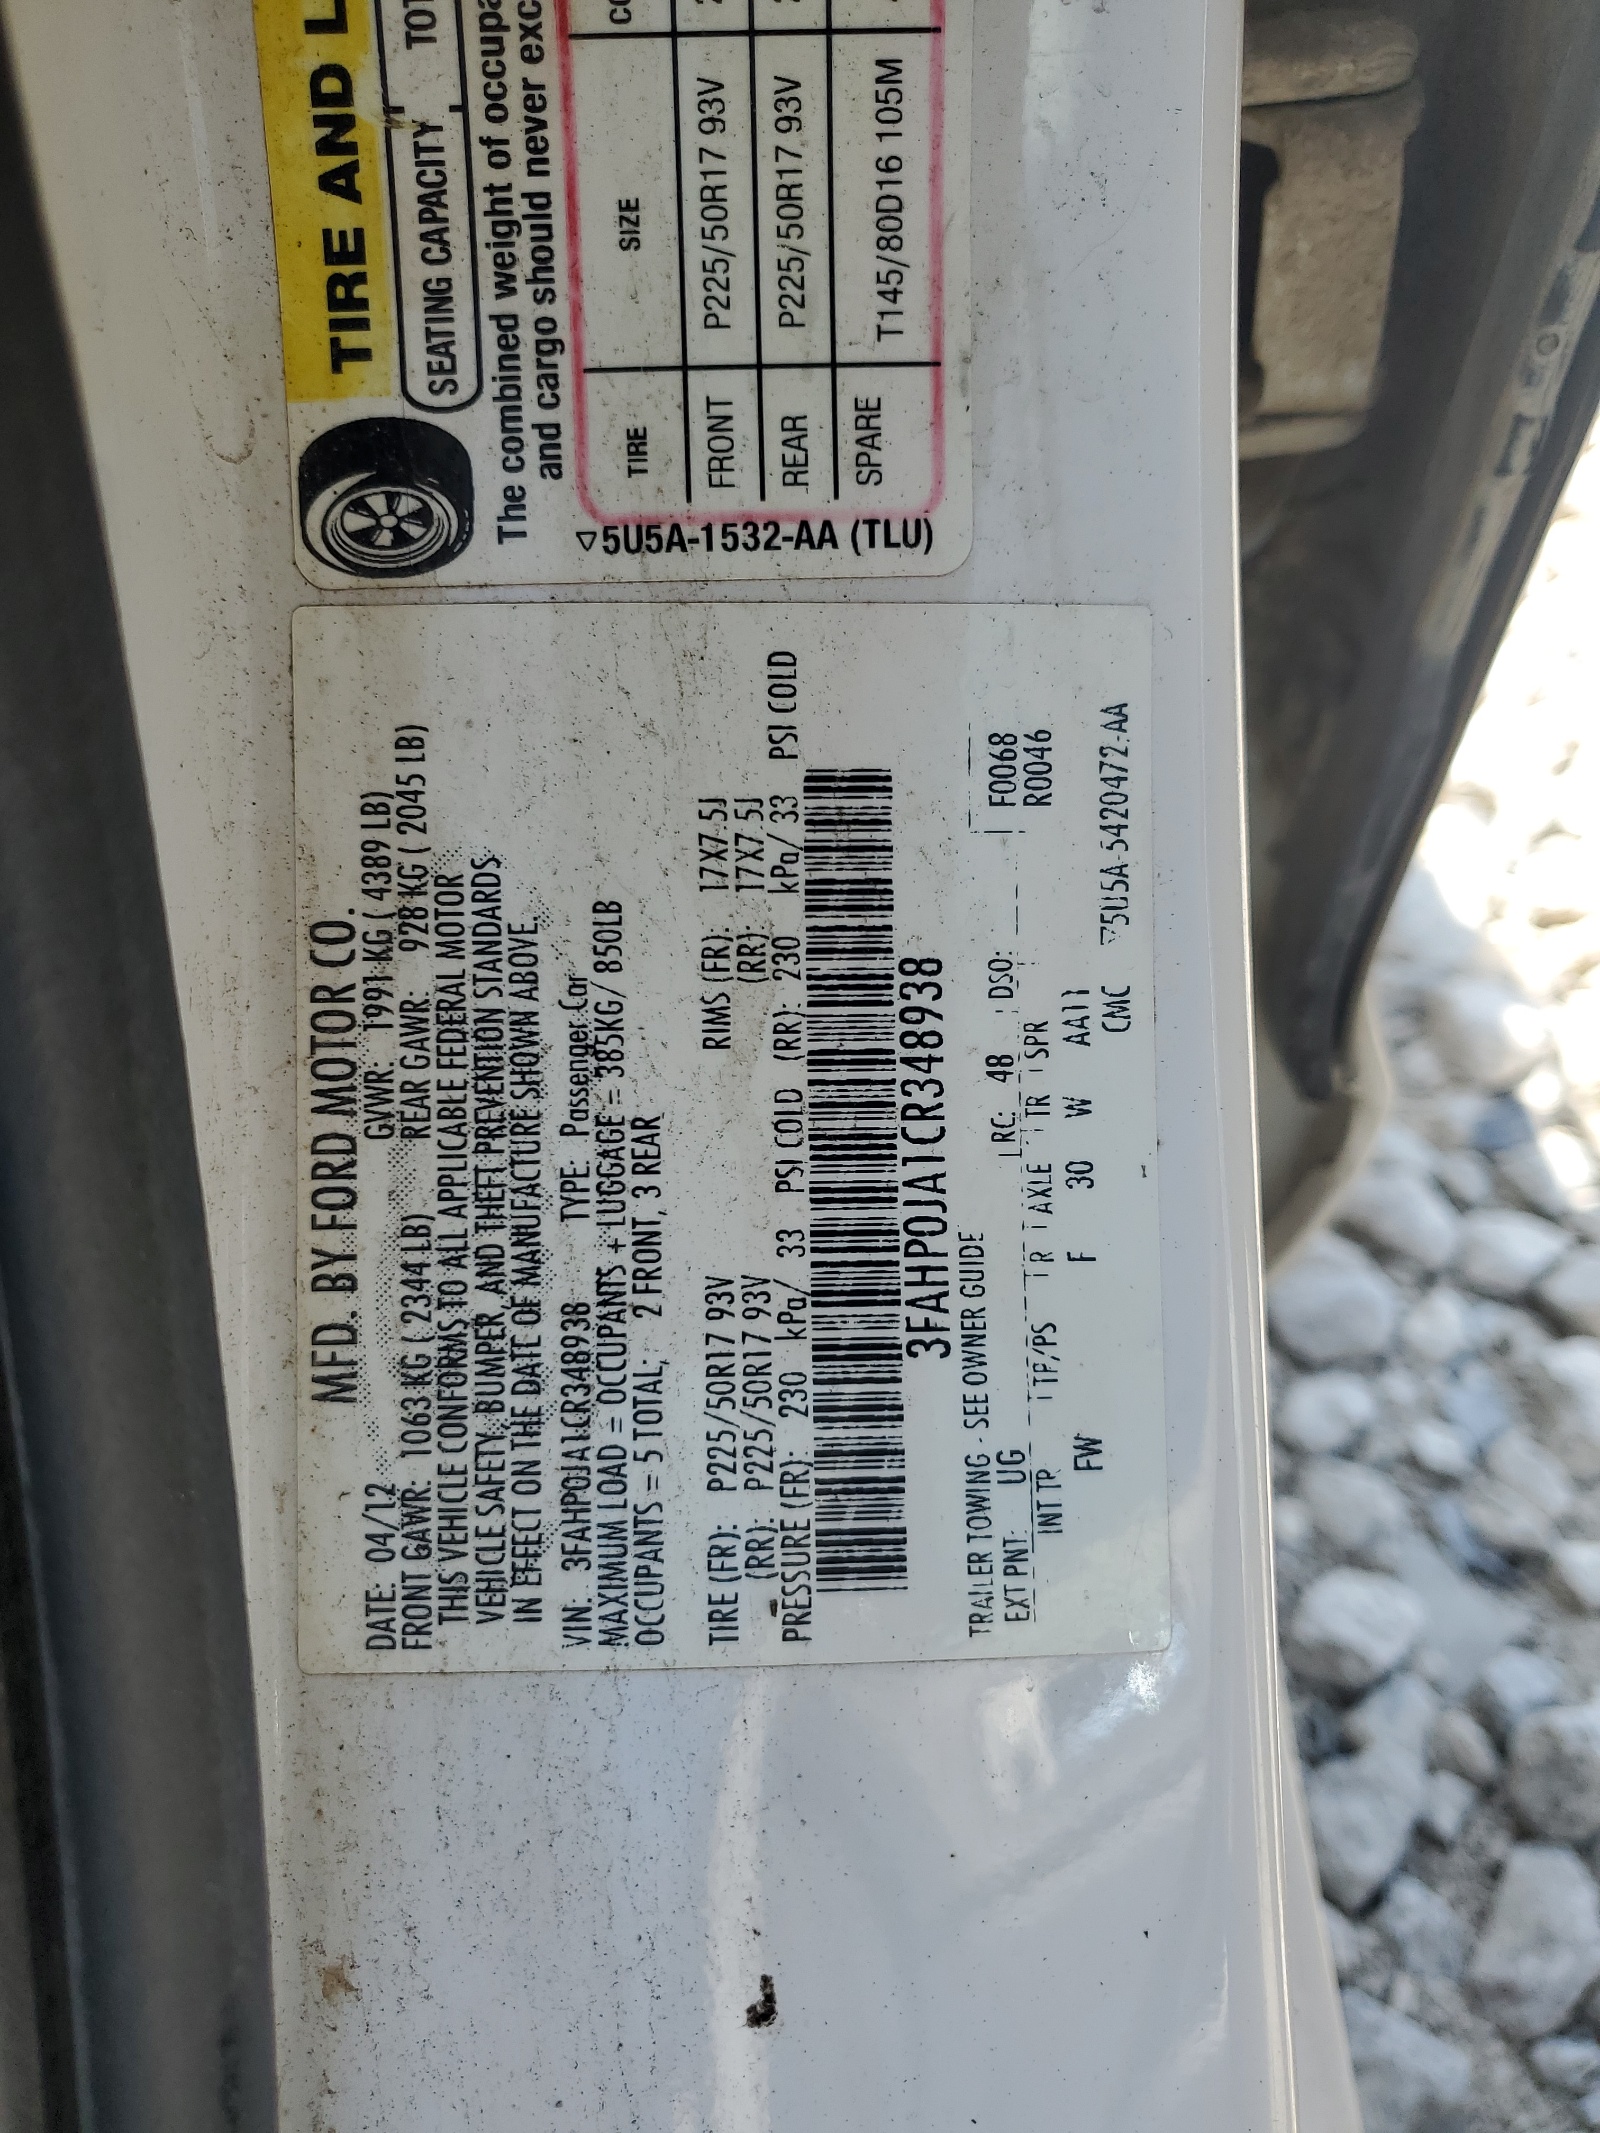 MFD. BY FORD MOTOR CO.
DATE: 04/12 GVWR: 1991 KG ( 4389 LB)
FRONT GAWR: 1063 KG ( 2344 LB) REAR GAWR: 928 KG ( 2045 LB)
THIS VEHICLE CONFORMS TO ALL APPLICABLE FEDERAL MOTOR
VEHICLE SAFETY, BUMPER, AND THEFT PREVENTION STANDARDS
IN EFFECT ON THE DATE OF MANUFACTURE SHOWN ABOVE.
VIN: 3FAHP0JA1CR348938 TYPE: Passenger Car
MAXIMUM LOAD = OCCUPANTS + LUGGAGE = 385KG/ 850LB
OCCUPANTS = 5 TOTAL; 2 FRONT, 3 REAR
TIRE (FR): P225/50R17 93V RIMS (FR): 17X7.5J
(RR): P225/50R17 93V (RR): 17X7.5J
PRESSURE (FR): 230 kPa/ 33 PSI COLD (RR): 230 kPa/ 33 PSI COLD
3FAHP0JA1CR348938
TRAILER TOWING - SEE OWNER GUIDE
EXT PNT: UG RC: 48 DSO: F0068
INT TR TP/PS R AXLE TR SPR R0046
FW F 30 W AA11
CMC ▽5U5A-5420472-AA
TIRE AND L
SEATING CAPACITY TOT
The combined weight of occupa
and cargo should never exc
TIRE SIZE CO
FRONT P225/50R17 93V 2
REAR P225/50R17 93V 2
SPARE T145/80D16 105M
▽5U5A-1532-AA (TLU)